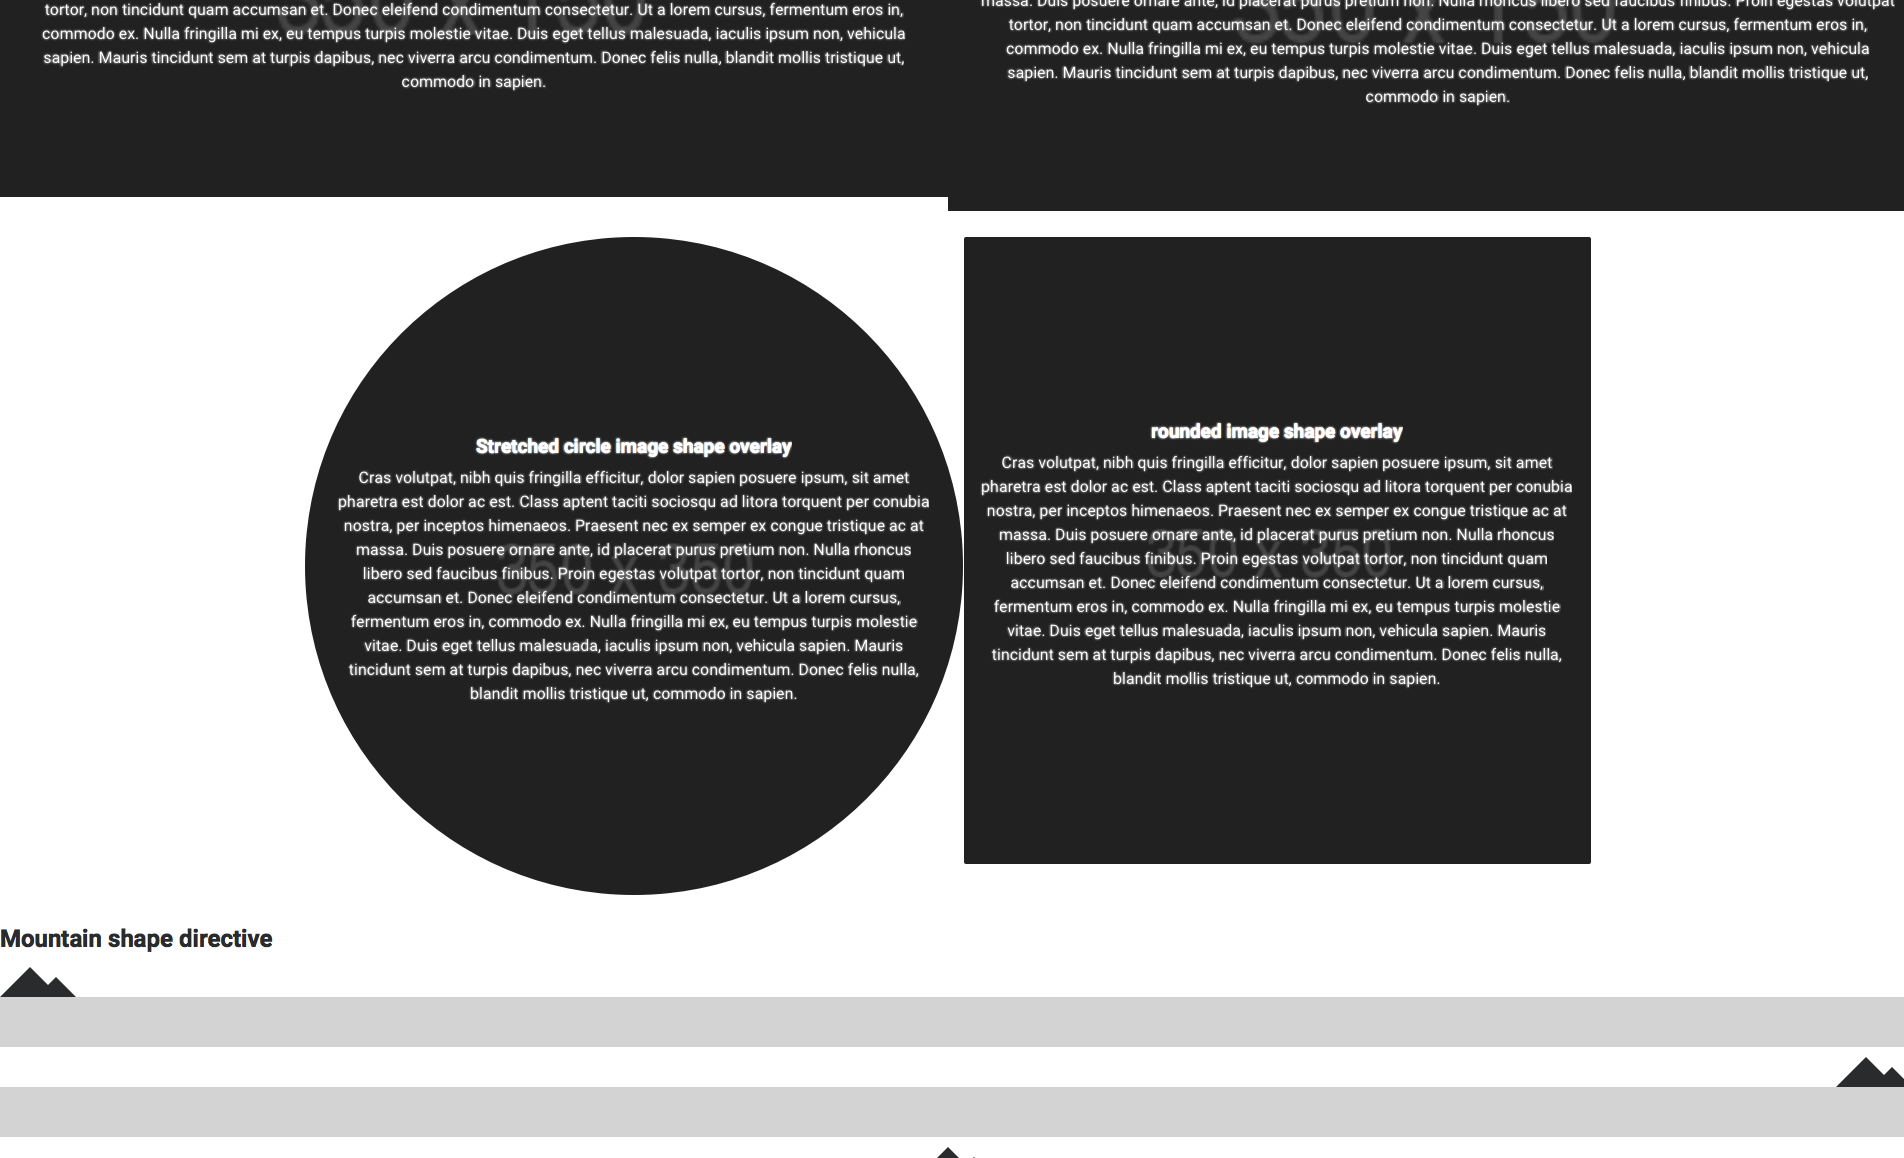 tortor, non tincidunt quam accumsan et. Donec eleifend condimentum consectetur. Ut a lorem cursus, fermentum eros in,
commodo ex. Nulla fringilla mi ex, eu tempus turpis molestie vitae. Duis eget tellus malesuada, iaculis ipsum non, vehicula
sapien. Mauris tincidunt sem at turpis dapibus, nec viverra arcu condimentum. Donec felis nulla, blandit mollis tristique ut,
commodo in sapien.
massa. Duis posuere ornare ante, id placerat purus pretium non. Nulla rhoncus libero sed faucibus finibus. Proin egestas volutpat
tortor, non tincidunt quam accumsan et. Donec eleifend condimentum consectetur. Ut a lorem cursus, fermentum eros in,
commodo ex. Nulla fringilla mi ex, eu tempus turpis molestie vitae. Duis eget tellus malesuada, iaculis ipsum non, vehicula
sapien. Mauris tincidunt sem at turpis dapibus, nec viverra arcu condimentum. Donec felis nulla, blandit mollis tristique ut,
commodo in sapien.
Stretched circle image shape overlay
Cras volutpat, nibh quis fringilla efficitur, dolor sapien posuere ipsum, sit amet
pharetra est dolor ac est. Class aptent taciti sociosqu ad litora torquent per conubia
nostra, per inceptos himenaeos. Praesent nec ex semper ex congue tristique ac at
massa. Duis posuere ornare ante, id placerat purus pretium non. Nulla rhoncus
libero sed faucibus finibus. Proin egestas volutpat tortor, non tincidunt quam
accumsan et. Donec eleifend condimentum consectetur. Ut a lorem cursus,
fermentum eros in, commodo ex. Nulla fringilla mi ex, eu tempus turpis molestie
vitae. Duis eget tellus malesuada, iaculis ipsum non, vehicula sapien. Mauris
tincidunt sem at turpis dapibus, nec viverra arcu condimentum. Donec felis nulla,
blandit mollis tristique ut, commodo in sapien.
350 x 350
rounded image shape overlay
Cras volutpat, nibh quis fringilla efficitur, dolor sapien posuere ipsum, sit amet
pharetra est dolor ac est. Class aptent taciti sociosqu ad litora torquent per conubia
nostra, per inceptos himenaeos. Praesent nec ex semper ex congue tristique ac at
massa. Duis posuere ornare ante, id placerat purus pretium non. Nulla rhoncus
libero sed faucibus finibus. Proin egestas volutpat tortor, non tincidunt quam
accumsan et. Donec eleifend condimentum consectetur. Ut a lorem cursus,
fermentum eros in, commodo ex. Nulla fringilla mi ex, eu tempus turpis molestie
vitae. Duis eget tellus malesuada, iaculis ipsum non, vehicula sapien. Mauris
tincidunt sem at turpis dapibus, nec viverra arcu condimentum. Donec felis nulla,
blandit mollis tristique ut, commodo in sapien.
350 x 350
Mountain shape directive